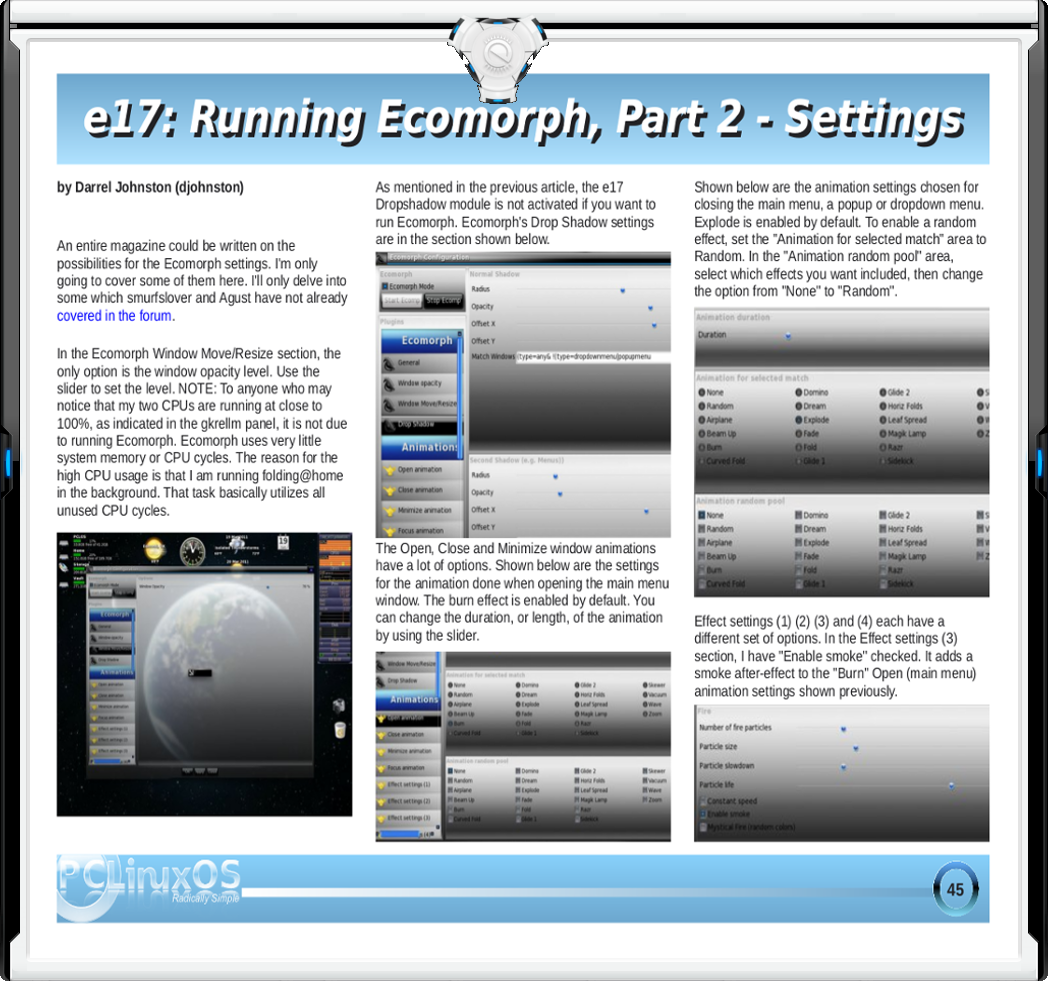 e17: Running Ecomorph, Part 2 - Settings
by Darrel Johnston (djohnston)
An entire magazine could be written on the
possibilities for the Ecomorph settings. I'm only
going to cover some of them here. I'll only delve into
some which smurfslover and Agust have not already
covered in the forum.
In the Ecomorph Window Move/Resize section, the
only option is the window opacity level. Use the
slider to set the level. NOTE: To anyone who may
notice that my two CPUs are running at close to
100%, as indicated in the gkrellm panel, it is not due
to running Ecomorph. Ecomorph uses very little
system memory or CPU cycles. The reason for the
high CPU usage is that I am running folding@home
in the background. That task basically utilizes all
unused CPU cycles.
As mentioned in the previous article, the e17
Dropshadow module is not activated if you want to
run Ecomorph. Ecomorph's Drop Shadow settings
are in the section shown below.
Ecomorph Configuration
Ecomorph
Ecomorph Mode
Start Ecomp Stop Ecomp
Plugins
Ecomorph
General
Window opacity
Window Move/Resize
Drop Shadow
Animations
Open animation
Close animation
Minimize animation
Focus animation
Normal Shadow
Radius
Opacity
Offset X
Offset Y
Match Windows (type=any& !(type=dropdownmenu|popupmenu
Second Shadow (e.g. Menus))
Radius
Opacity
Offset X
Offset Y
The Open, Close and Minimize window animations
have a lot of options. Shown below are the settings
for the animation done when opening the main menu
window. The burn effect is enabled by default. You
can change the duration, or length, of the animation
by using the slider.
Window Move/Resize
Drop Shadow
Animations
Open animation
Close animation
Minimize animation
Focus animation
Effect settings (1)
Effect settings (2)
Effect settings (3)
Animation for selected match
None Domino Glide 2 Skewer
Random Dream Horiz Folds Vacuum
Airplane Explode Leaf Spread Wave
Beam Up Fade Magik Lamp Zoom
Burn Fold Razr
Curved Fold Glide 1 Sidekick
Animation random pool
None Domino Glide 2 Skewer
Random Dream Horiz Folds Vacuum
Airplane Explode Leaf Spread Wave
Beam Up Fade Magik Lamp Zoom
Burn Fold Razr
Curved Fold Glide 1 Sidekick
Shown below are the animation settings chosen for
closing the main menu, a popup or dropdown menu.
Explode is enabled by default. To enable a random
effect, set the "Animation for selected match" area to
Random. In the "Animation random pool" area,
select which effects you want included, then change
the option from "None" to "Random".
Animation duration
Duration
Animation for selected match
None Domino Glide 2 S
Random Dream Horiz Folds V
Airplane Explode Leaf Spread W
Beam Up Fade Magik Lamp Z
Burn Fold Razr
Curved Fold Glide 1 Sidekick
Animation random pool
None Domino Glide 2 S
Random Dream Horiz Folds V
Airplane Explode Leaf Spread W
Beam Up Fade Magik Lamp Z
Burn Fold Razr
Curved Fold Glide 1 Sidekick
Effect settings (1) (2) (3) and (4) each have a
different set of options. In the Effect settings (3)
section, I have "Enable smoke" checked. It adds a
smoke after-effect to the "Burn" Open (main menu)
animation settings shown previously.
Fire
Number of fire particles
Particle size
Particle slowdown
Particle life
Constant speed
Enable smoke
Mystical Fire (random colors)
PCLinuxOS
Radically Simple
45